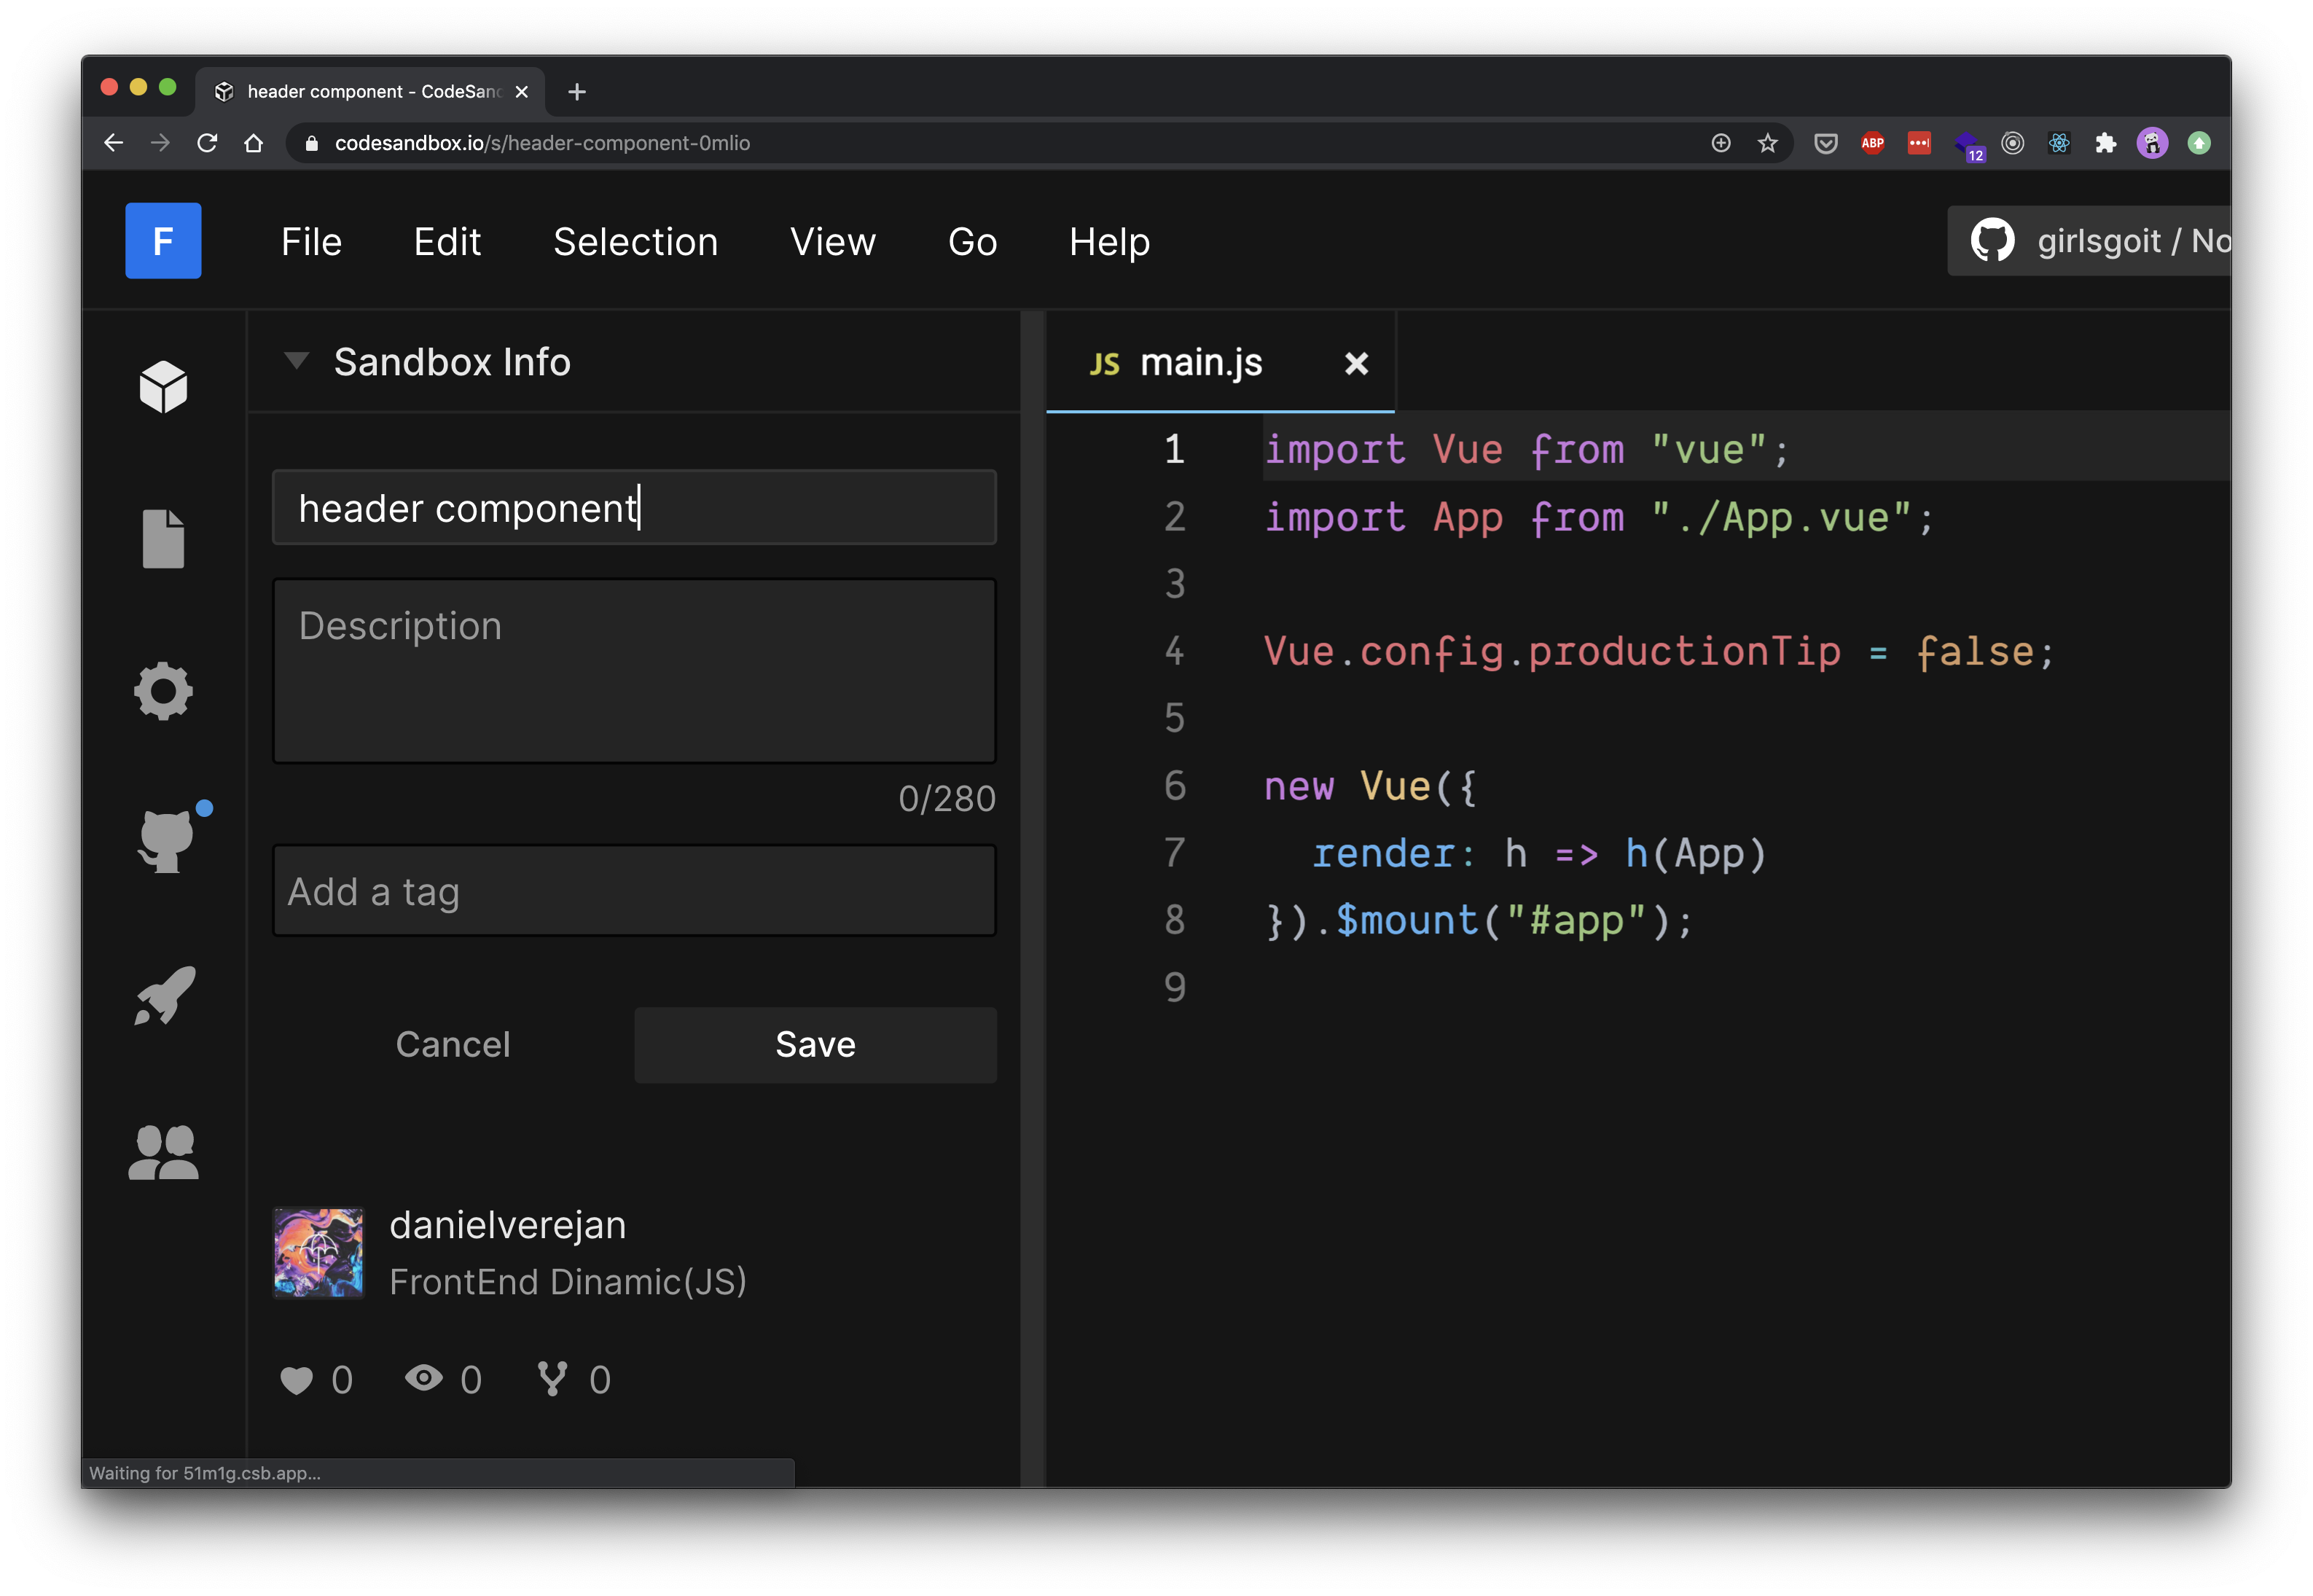 header component - CodeSan
codesandbox.io/s/header-component-0mlio
ABP
12
F
File Edit Selection View Go Help
girlsgoit / No
Sandbox Info
header component
Description
0/280
Add a tag
Cancel Save
danielverejan
FrontEnd Dinamic(JS)
0 0 0
Waiting for 51m1g.csb.app...
JS main.js
1 import Vue from "vue";
2 import App from "./App.vue";
3
4 Vue.config.productionTip = false;
5
6 new Vue({
7 render: h => h(App)
8 }).$mount("#app");
9